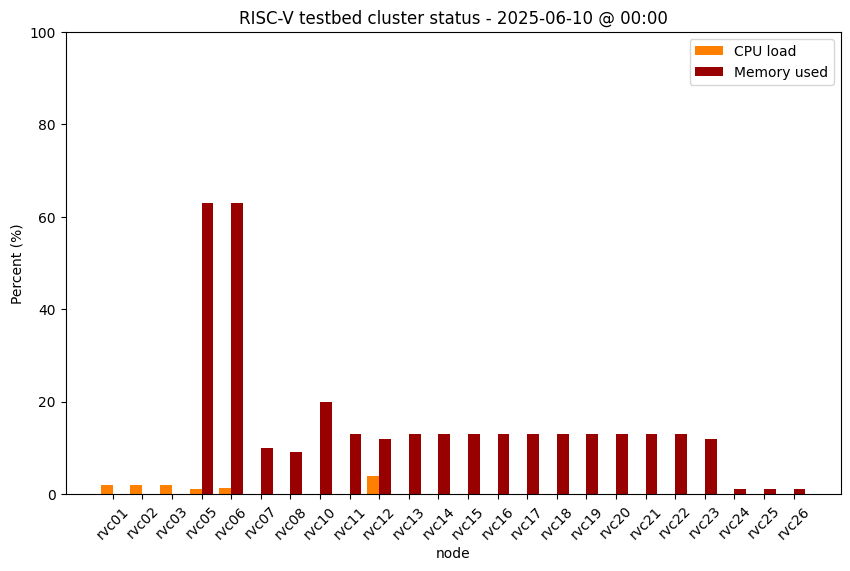 RISC-V testbed cluster status - 2025-06-10 @ 00:00
CPU load
Memory used
Percent (%)
100
80
60
40
20
0
rvc01 rvc02 rvc03 rvc05 rvc06 rvc07 rvc08 rvc10 rvc11 rvc12 rvc13 rvc14 rvc15 rvc16 rvc17 rvc18 rvc19 rvc20 rvc21 rvc22 rvc23 rvc24 rvc25 rvc26
node